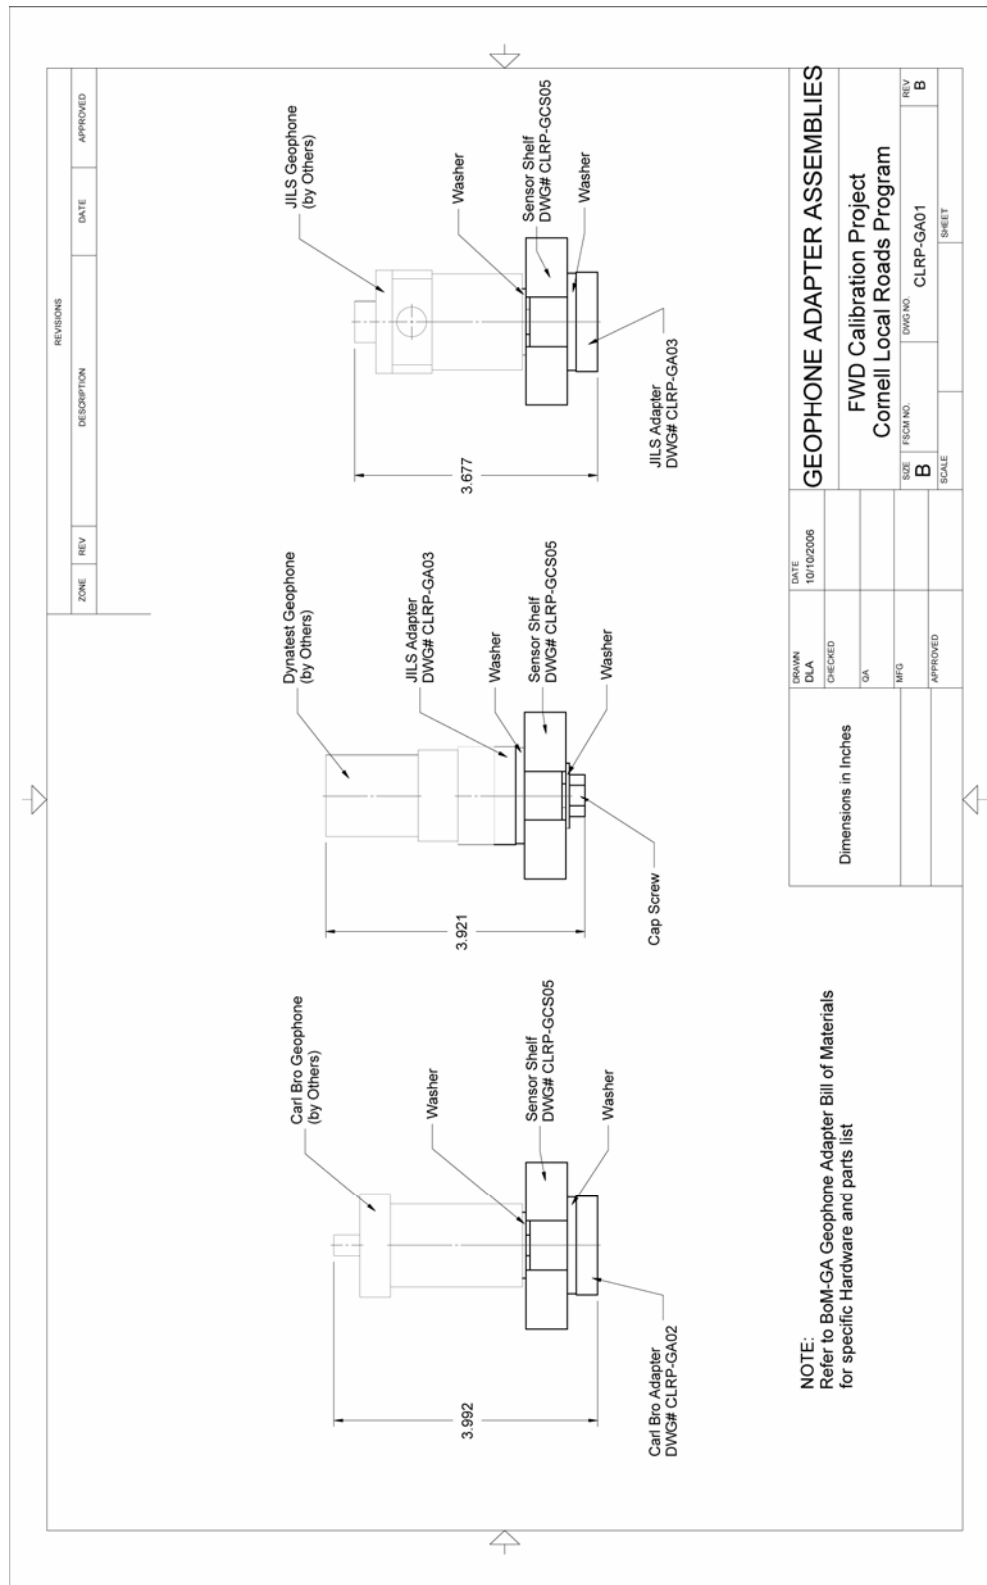 REVISIONS
ZONE REV DESCRIPTION DATE APPROVED
Carl Bro Geophone
(by Others)
Washer
Sensor Shelf
DWG# CLRP-GCS05
Washer
3.992
Carl Bro Adapter
DWG# CLRP-GA02
Dynatest Geophone
(by Others)
JILS Adapter
DWG# CLRP-GA03
Washer
Sensor Shelf
DWG# CLRP-GCS05
Washer
3.921
Cap Screw
JILS Geophone
(by Others)
Washer
Sensor Shelf
DWG# CLRP-GCS05
Washer
3.677
JILS Adapter
DWG# CLRP-GA03
NOTE:
Refer to BoM-GA Geophone Adapter Bill of Materials
for specific Hardware and parts list
Dimensions in Inches
DRAWN
DLA
DATE
10/10/2006
CHECKED
QA
MFG
APPROVED
GEOPHONE ADAPTER ASSEMBLIES
FWD Calibration Project
Cornell Local Roads Program
SIZE
B
FSCM NO.
DWG NO.
CLRP-GA01
REV
B
SCALE
SHEET